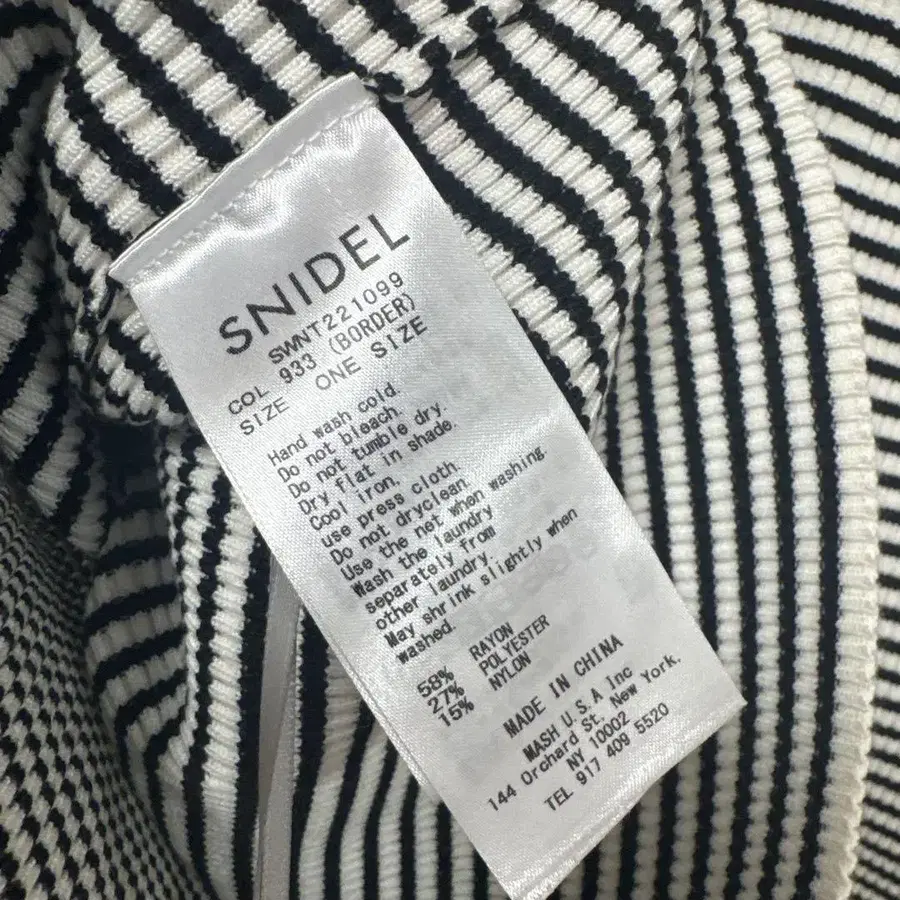 SNIDEL
SWNT221099
COL 933 (BORDER)
SIZE ONE SIZE
Hand wash cold.
Do not bleach.
Do not tumble dry.
Dry flat in shade.
Cool iron,
use press cloth.
Do not dryclean.
Use the net when washing.
Wash the laundry
separately from
other laundry.
May shrink slightly when
washed.
58% RAYON
27% POLYESTER
15% NYLON
MADE IN CHINA
MASH U.S.A Inc
144 Orchard St. New York.
NY 10002
TEL 917 409 5520